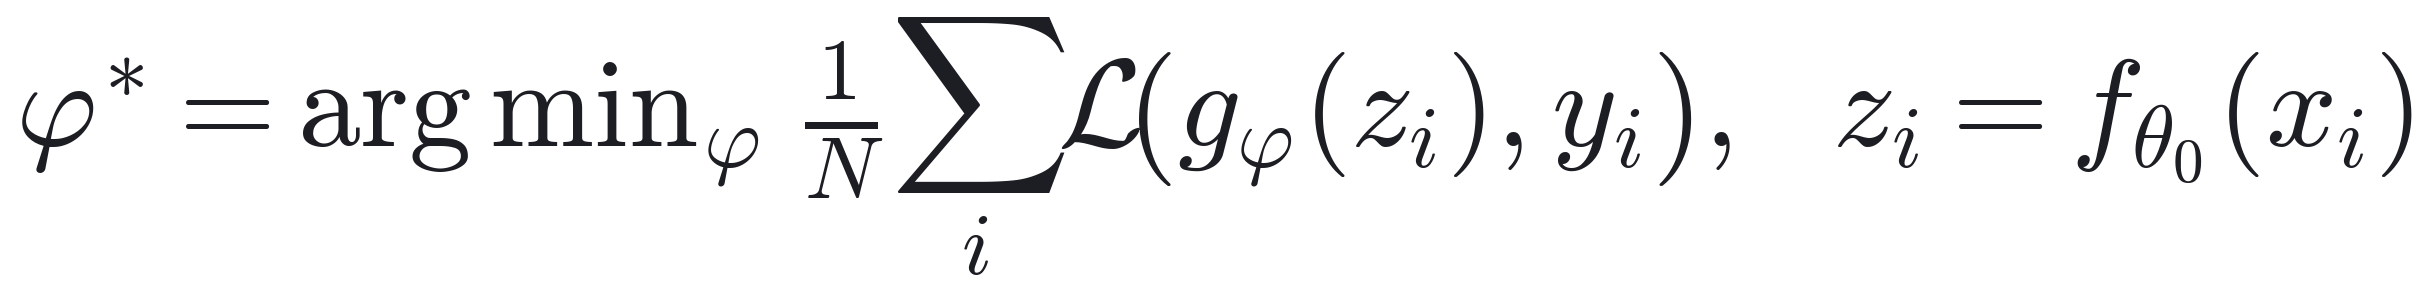 φ* = arg min_φ 1/N ∑_i 𝓛(g_φ(z_i), y_i), z_i = f_{θ_0}(x_i)